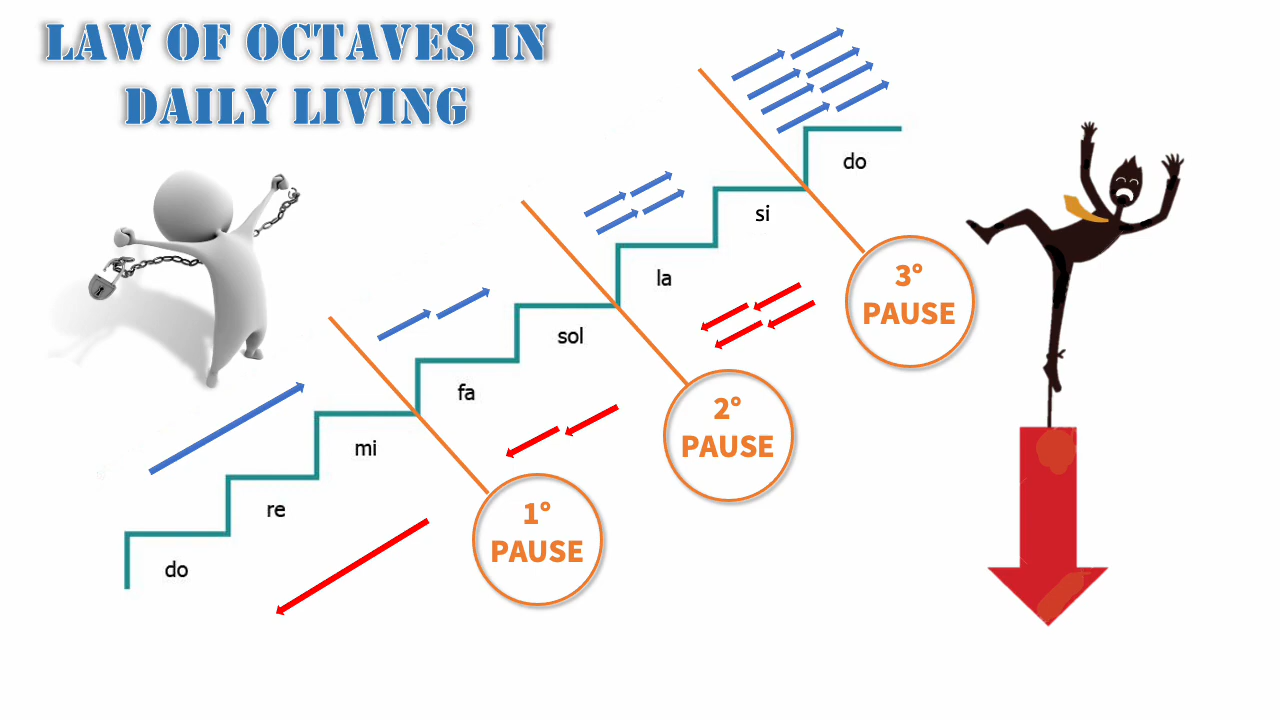 LAW OF OCTAVES IN
DAILY LIVING
do
re
mi
fa
sol
la
si
do
1°
PAUSE
2°
PAUSE
3°
PAUSE